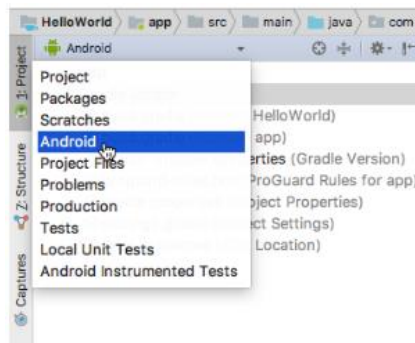 HelloWorld app src main java com
Android
Project
Packages
Scratches
Android
Project Files
Problems
Production
Tests
Local Unit Tests
Android Instrumented Tests
HelloWorld)
app)
erties (Gradle Version)
ProGuard Rules for app)
ject Properties)
ct Settings)
Location)
1: Project
Z: Structure
Captures